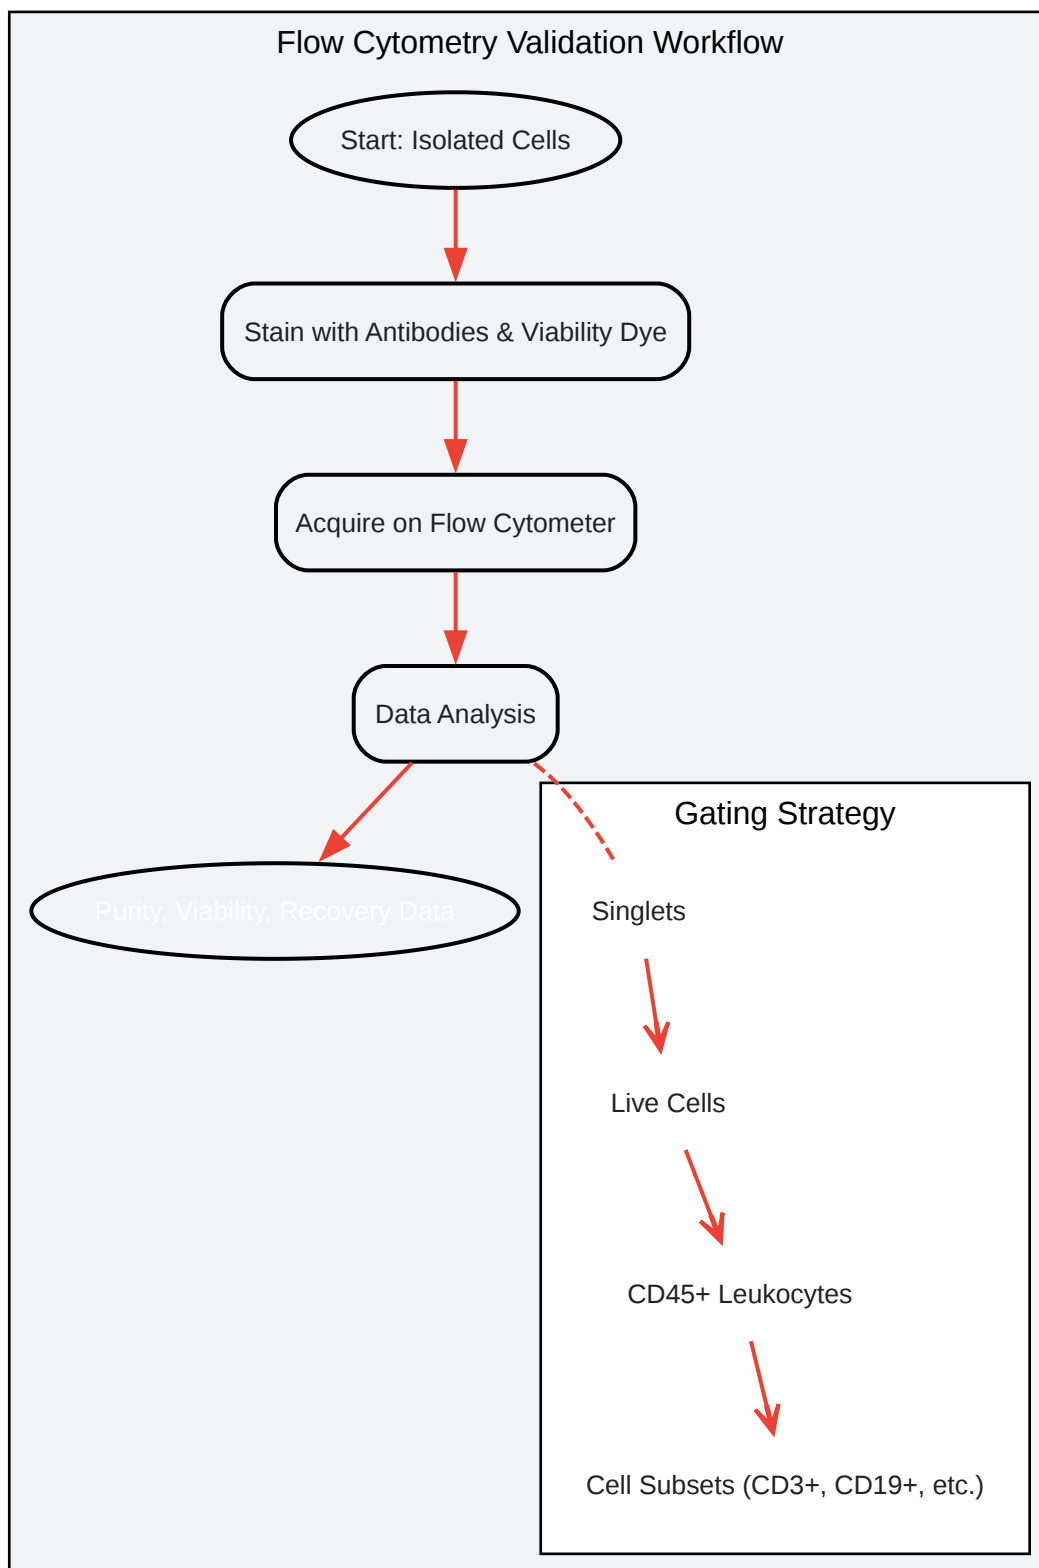 Flow Cytometry Validation Workflow
Start: Isolated Cells
Stain with Antibodies & Viability Dye
Acquire on Flow Cytometer
Data Analysis
Purity, Viability, Recovery Data
Gating Strategy
Singlets
Live Cells
CD45+ Leukocytes
Cell Subsets (CD3+, CD19+, etc.)